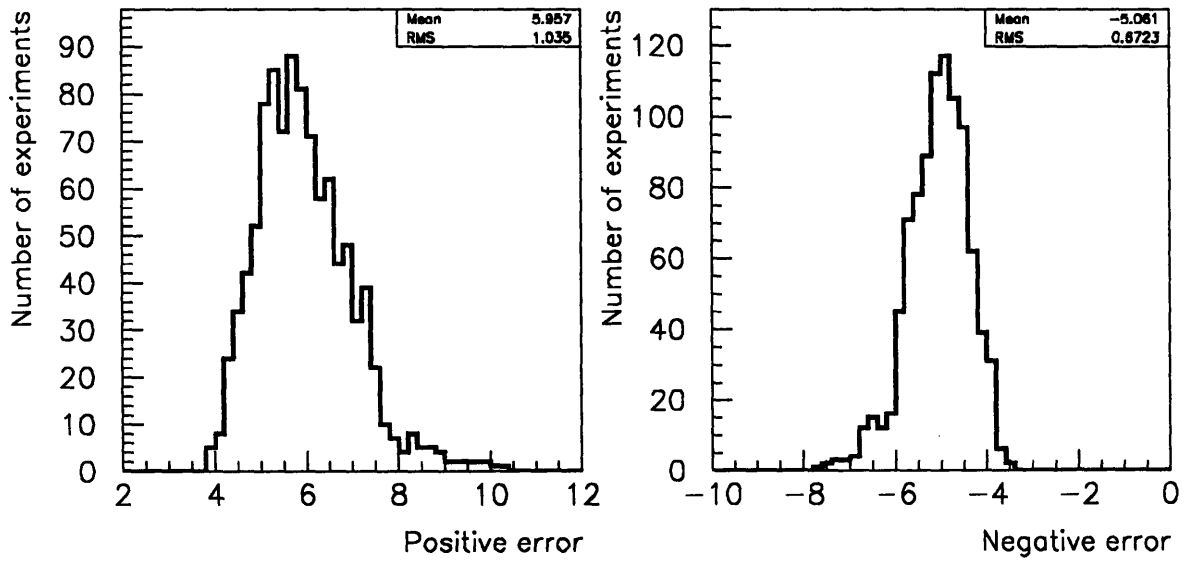 Number of experiments
Mean 5.957
RMS 1.035
90
80
70
60
50
40
30
20
10
0
2 4 6 8 10 12
Positive error
Number of experiments
Mean -5.061
RMS 0.6723
120
100
80
60
40
20
0
-10 -8 -6 -4 -2 0
Negative error